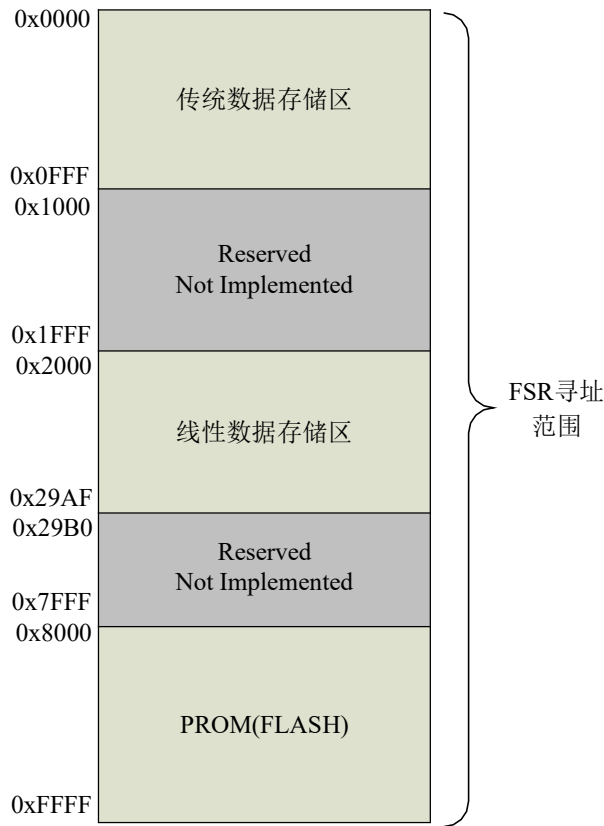 0x0000
传统数据存储区
0x0FFF
0x1000
Reserved
Not Implemented
0x1FFF
0x2000
线性数据存储区
0x29AF
0x29B0
Reserved
Not Implemented
0x7FFF
0x8000
PROM(FLASH)
0xFFFF
FSR寻址
范围